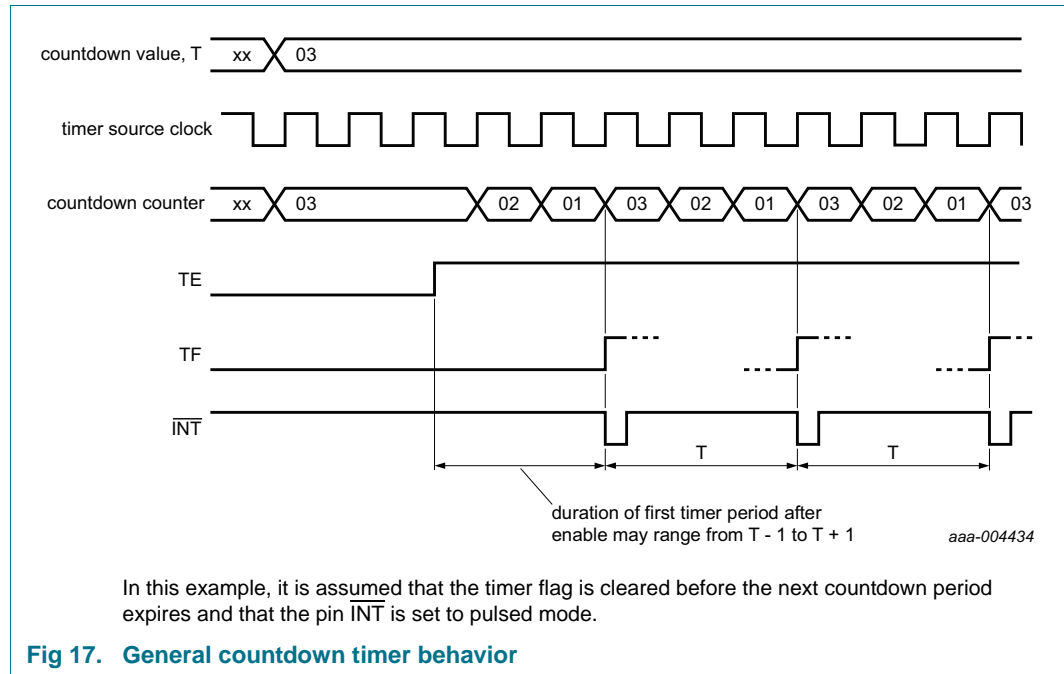 countdown value, T xx 03
timer source clock
countdown counter xx 03 02 01 03 02 01 03 02 01 03
TE
TF
INT
T T
duration of first timer period after
enable may range from T - 1 to T + 1
aaa-004434
In this example, it is assumed that the timer flag is cleared before the next countdown period
expires and that the pin INT is set to pulsed mode.
Fig 17. General countdown timer behavior